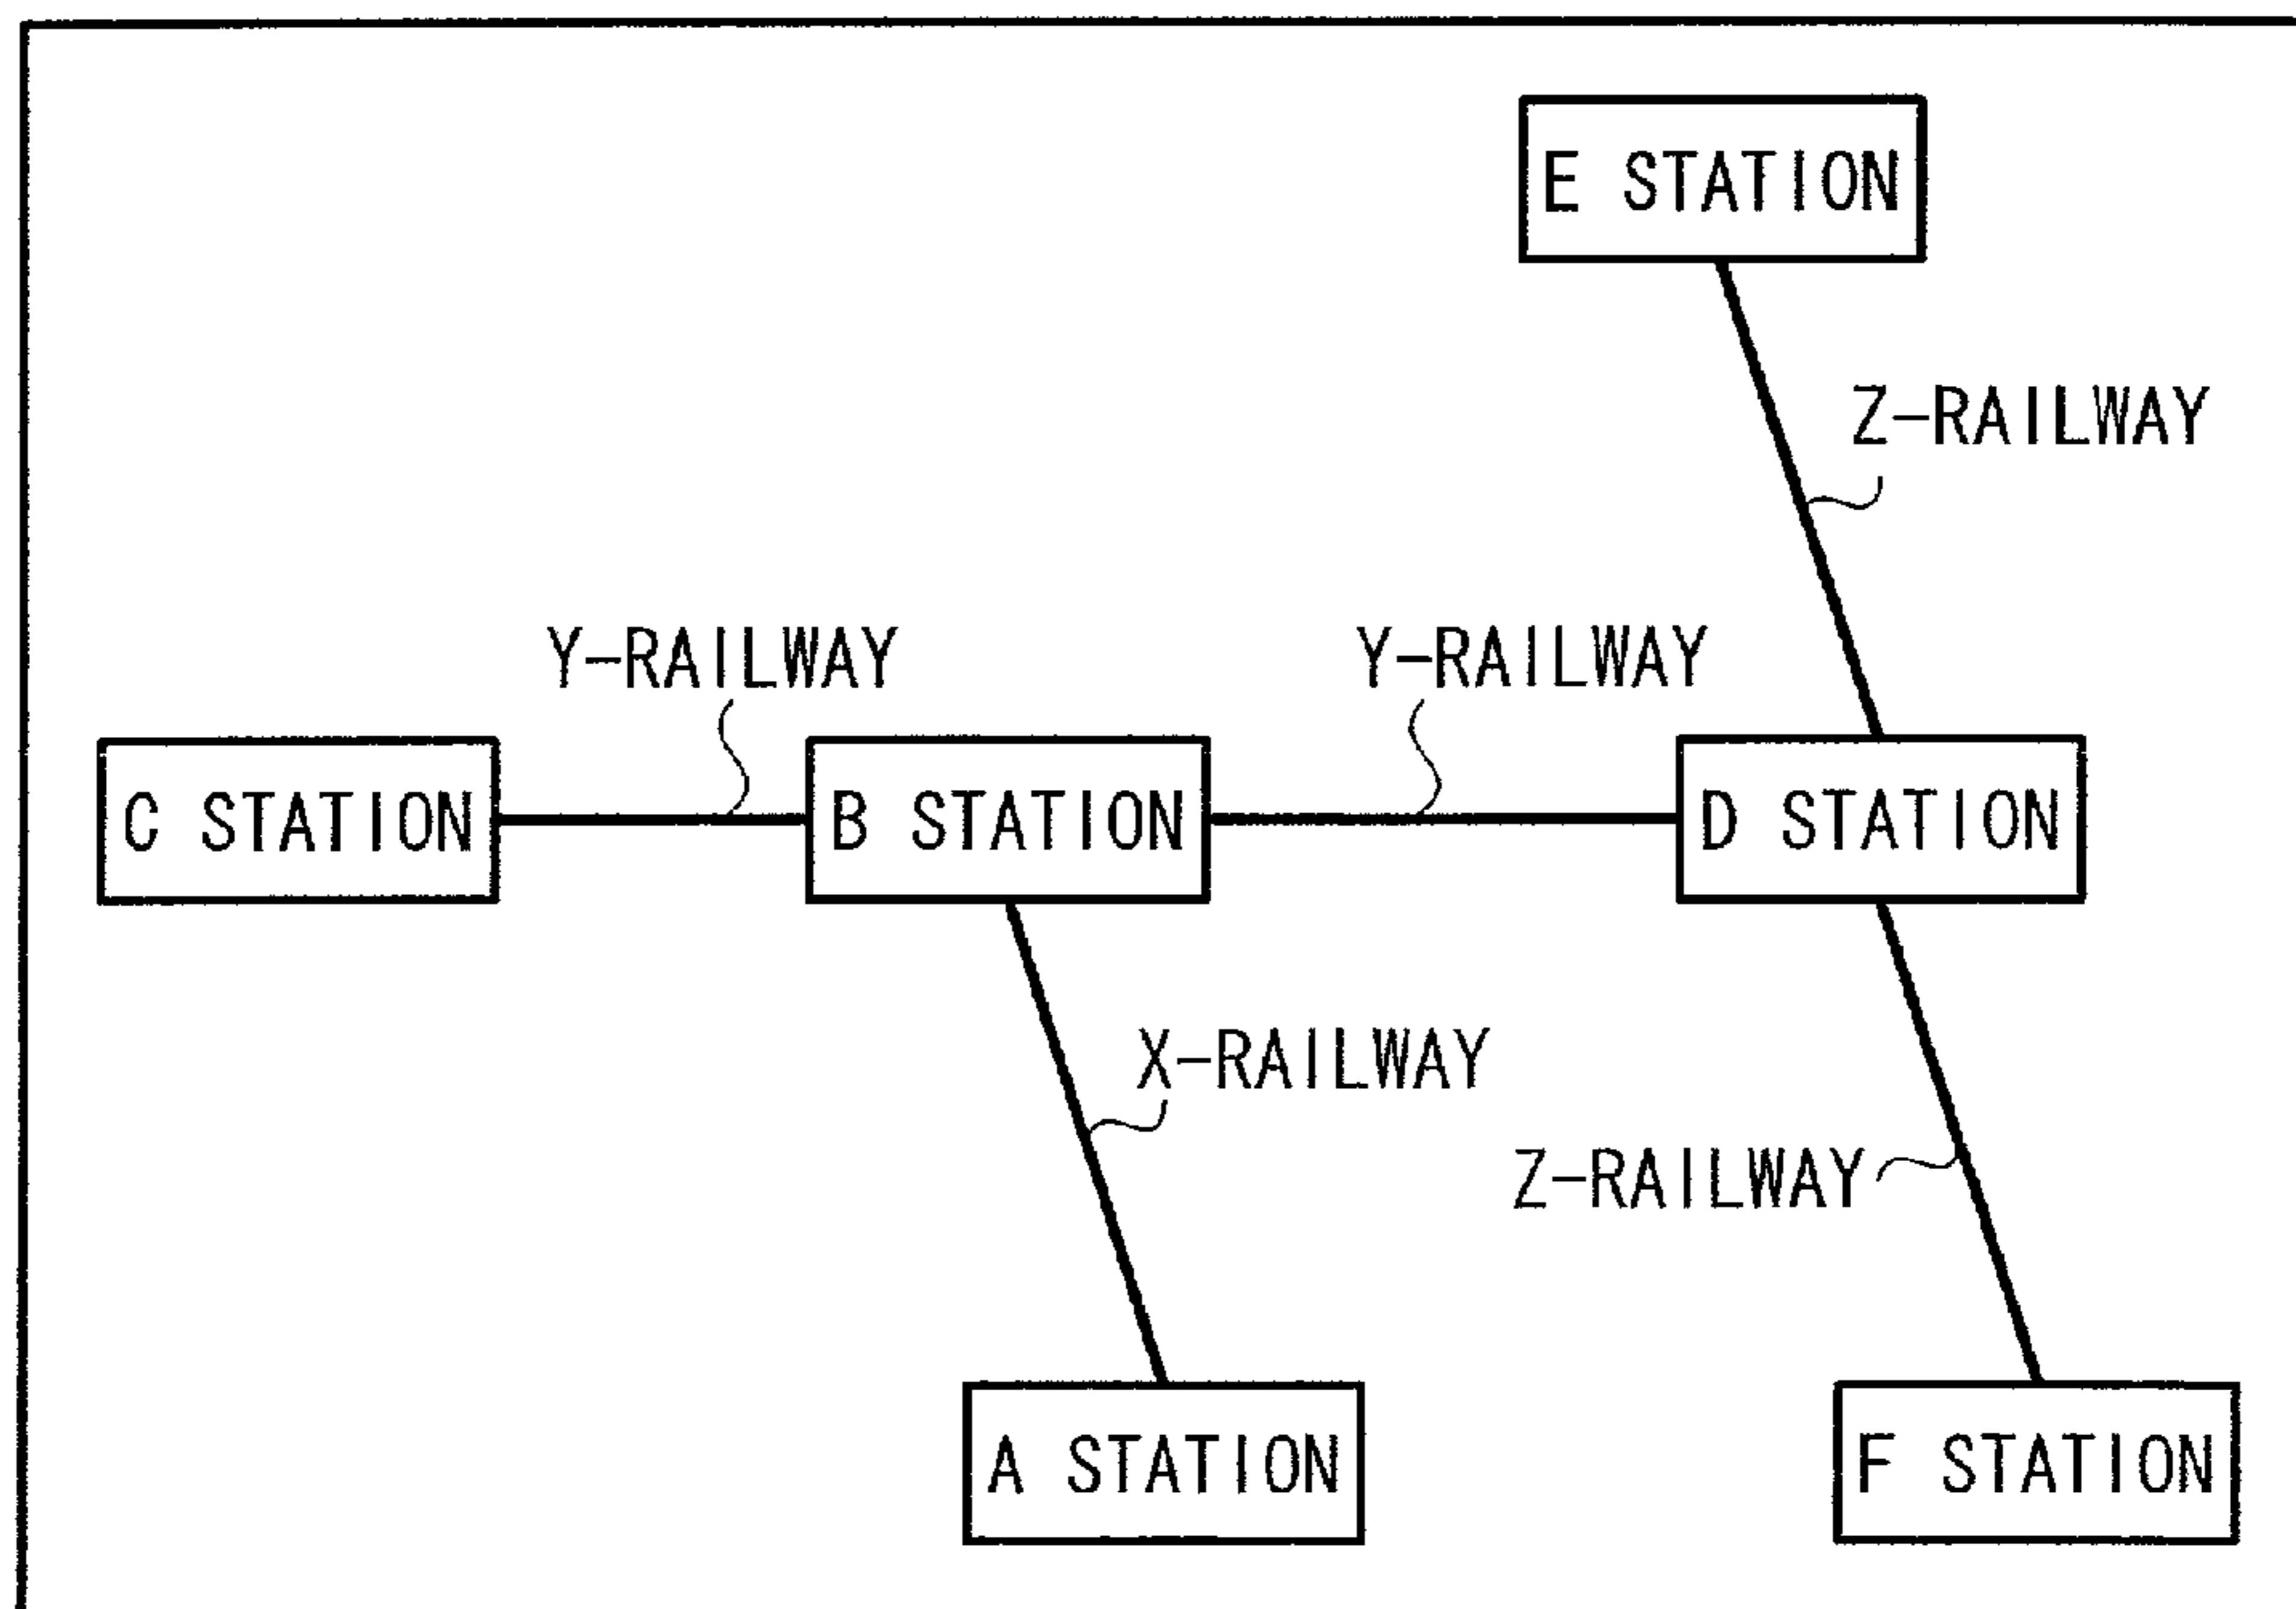 E STATION
Z-RAILWAY
Y-RAILWAY
Y-RAILWAY
C STATION
B STATION
D STATION
X-RAILWAY
Z-RAILWAY
A STATION
F STATION